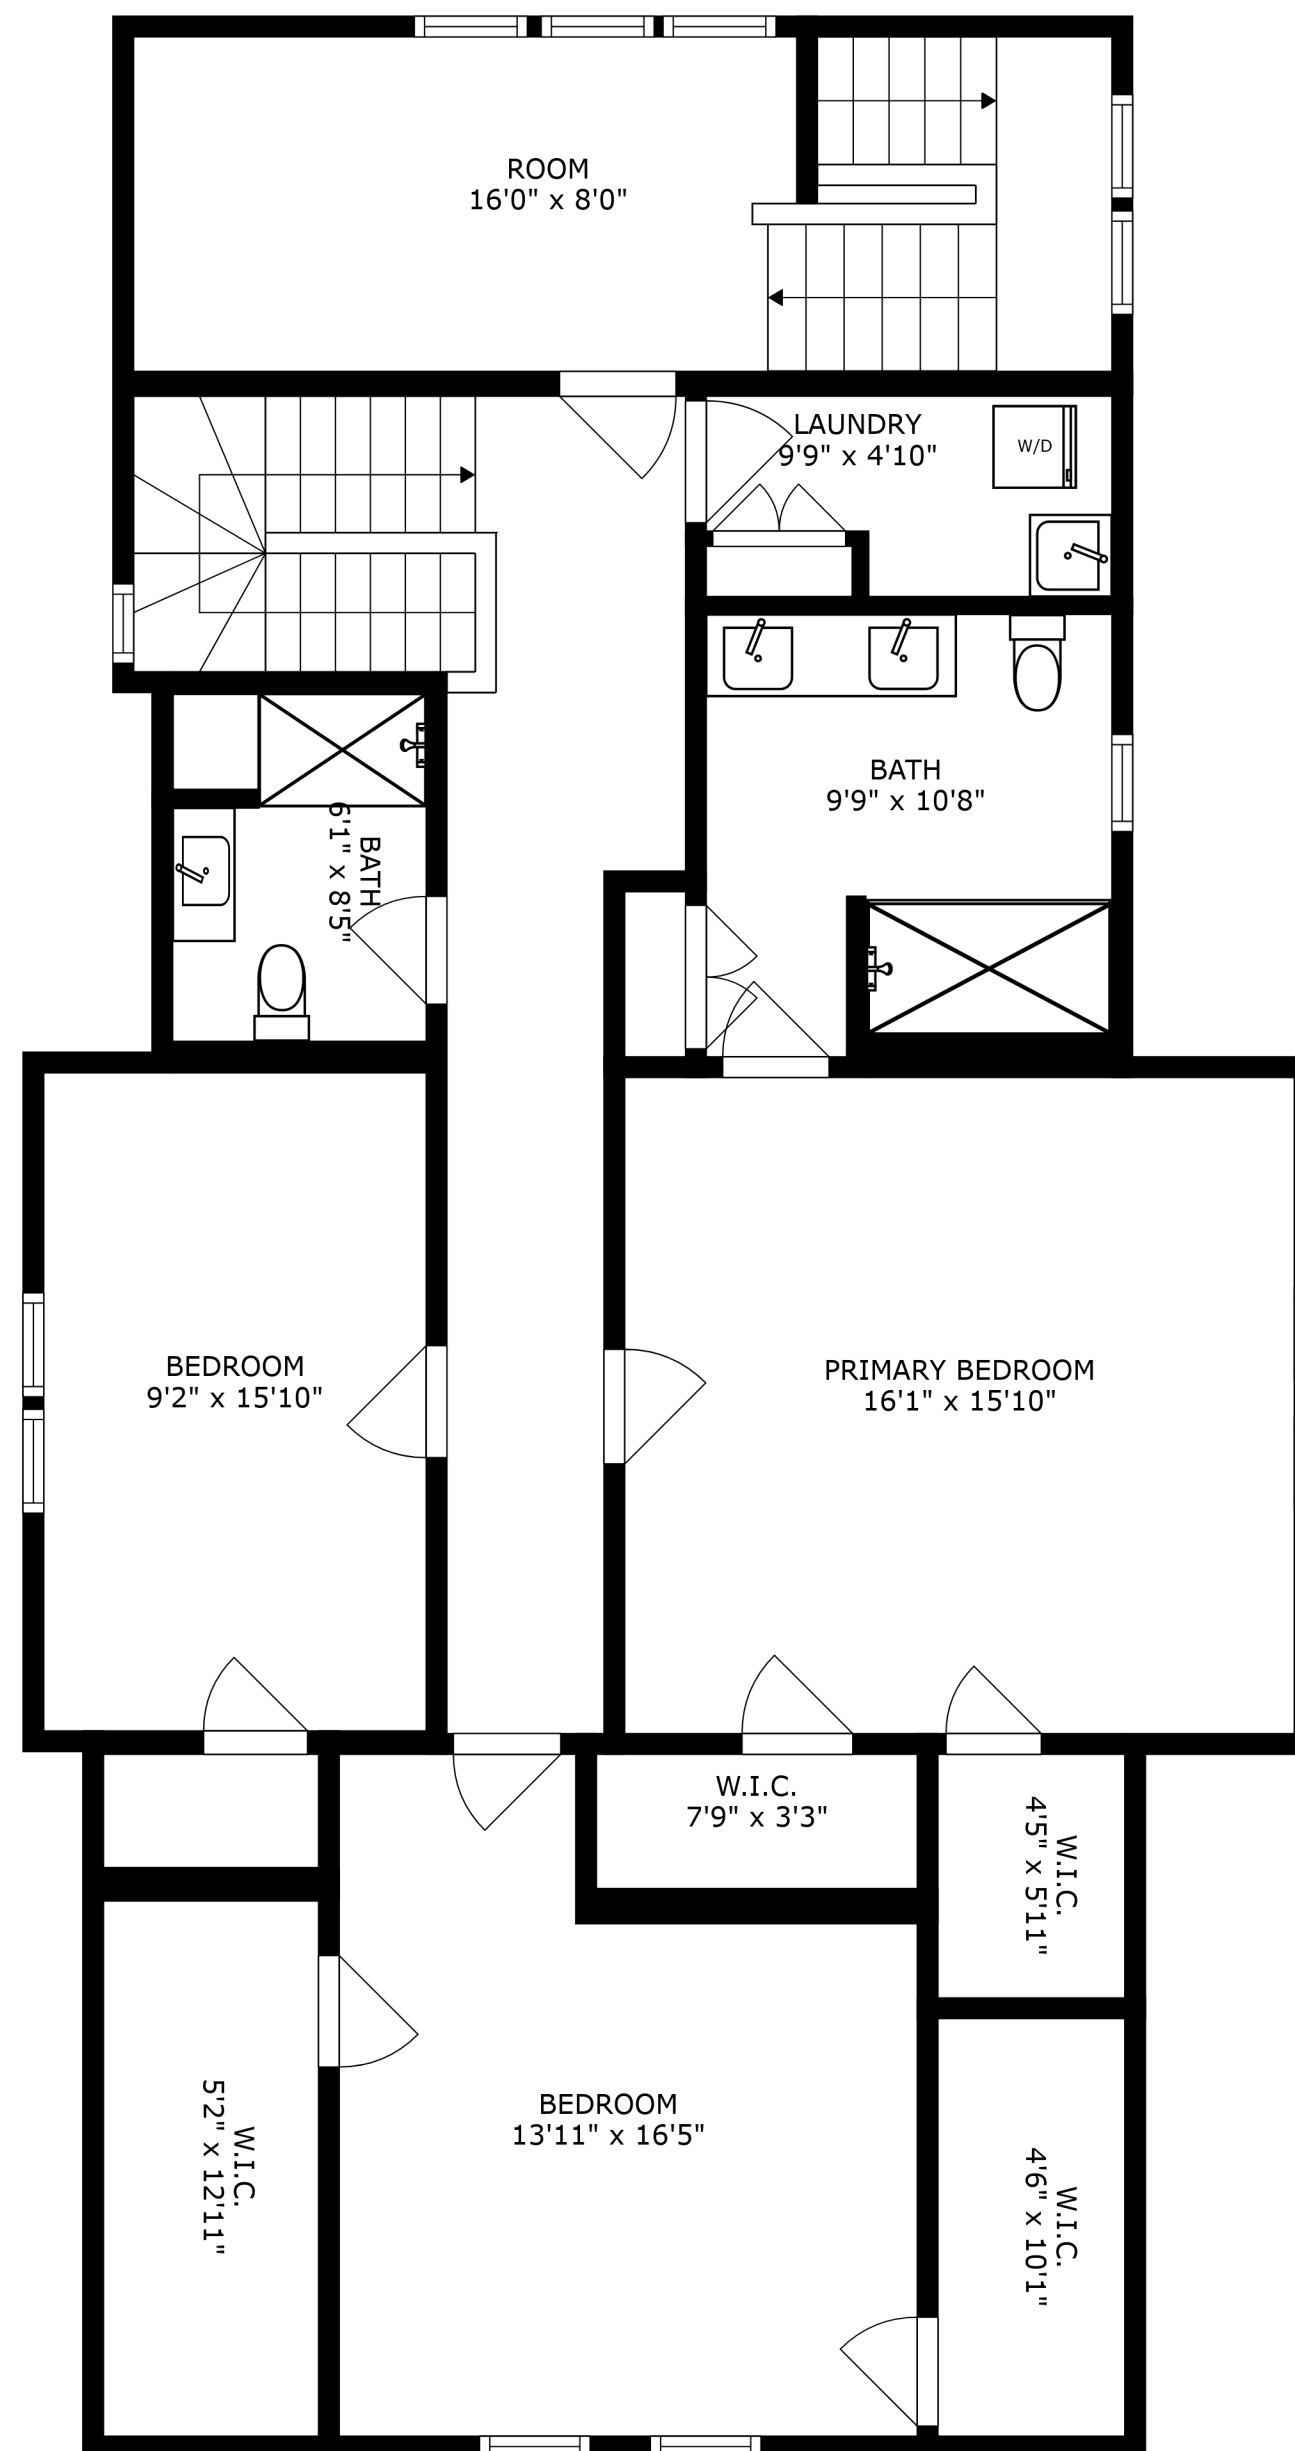 ROOM
16'0" x 8'0"
LAUNDRY
9'9" x 4'10"
W/D
BATH
9'9" x 10'8"
BATH
6'1" x 8'5"
BEDROOM
9'2" x 15'10"
PRIMARY BEDROOM
16'1" x 15'10"
W.I.C.
7'9" x 3'3"
W.I.C.
4'5" x 5'11"
BEDROOM
13'11" x 16'5"
W.I.C.
5'2" x 12'11"
W.I.C.
4'6" x 10'1"